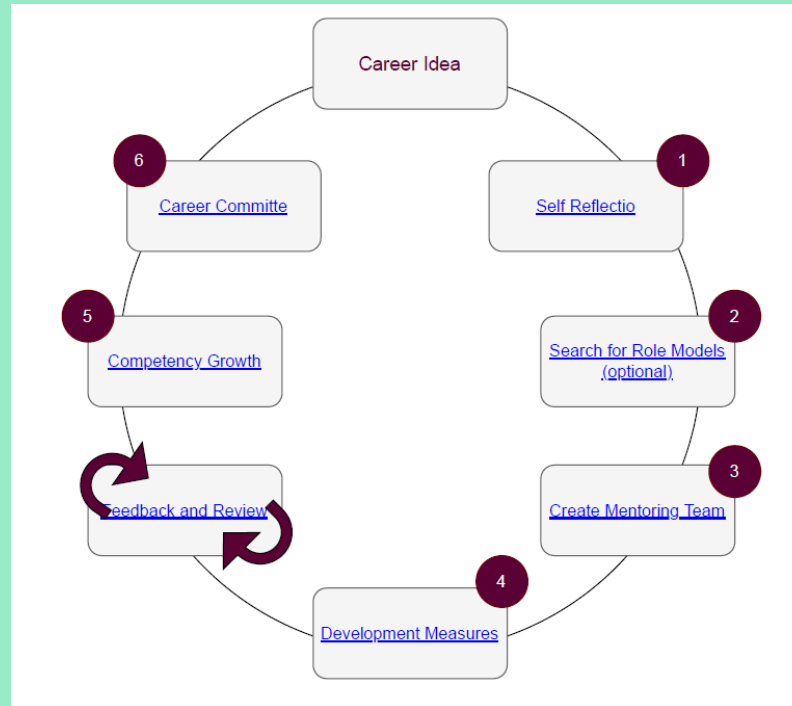 Career Idea
1
Self Reflectio
2
Search for Role Models
(optional)
3
Create Mentoring Team
4
Development Measures
Feedback and Review
5
Competency Growth
6
Career Committe